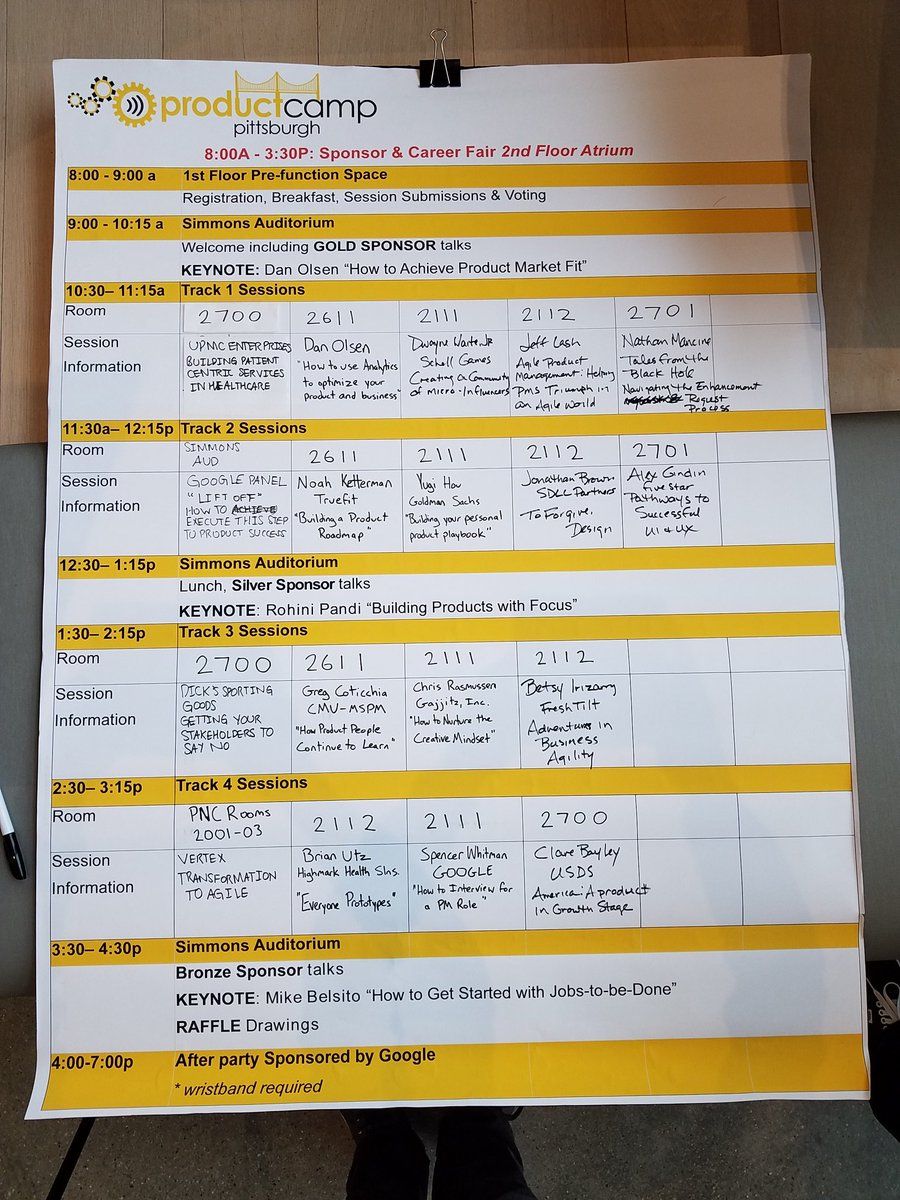 productcamp
pittsburgh
8:00A - 3:30P: Sponsor & Career Fair 2nd Floor Atrium
8:00 - 9:00 a 1st Floor Pre-function Space
Registration, Breakfast, Session Submissions & Voting
9:00 - 10:15 a Simmons Auditorium
Welcome including GOLD SPONSOR talks
KEYNOTE: Dan Olsen “How to Achieve Product Market Fit”
10:30– 11:15a Track 1 Sessions
Room
2700
2611
2111
2112
2701
Session
Information
UPMC ENTERPRISES
BUILDING PATIENT
CENTRIC SERVICES
IN HEALTHCARE
Dan Olsen
"How to use Analytics
to optimize your
product and business"
Dwayne Waite Jr
Schell Games
Creating a Community
of Micro-Influencers
Jeff Lash
Agile Product
Management: Helping
PMs Triumph in
an Agile World
Nathan Mancine
Tales from the
Black Hole
Navigating the Enhancement
Request
Process
11:30a– 12:15p Track 2 Sessions
Room
SIMMONS
AUD
2611
2111
2112
2701
Session
Information
GOOGLE PANEL
"LIFT OFF"
HOW TO ACHIEVE
EXECUTE THIS STEP
TO PRODUCT SUCCESS
Noah Ketterman
Truefit
"Building a Product
Roadmap"
Yugi Hou
Goldman Sachs
"Building your personal
product playbook"
Jonathan Brown
SDLC Partners
To Forgive,
Design
Alex Gindin
five star
Pathways to
Successful
UI & UX
12:30– 1:15p Simmons Auditorium
Lunch, Silver Sponsor talks
KEYNOTE: Rohini Pandi “Building Products with Focus”
1:30– 2:15p Track 3 Sessions
Room
2700
2611
2111
2112
Session
Information
DICK'S SPORTING
GOODS
GETTING YOUR
STAKEHOLDERS TO
SAY NO
Greg Coticchia
CMU-MSPM
"How Product People
Continue to Learn"
Chris Rasmussen
Gajjitz, Inc.
"How to Nurture the
Creative Mindset"
Betsy Irizarry
FreshTilt
Adventures in
Business
Agility
2:30– 3:15p Track 4 Sessions
Room
PNC Rooms
2001-03
2112
2111
2700
Session
Information
VERTEX
TRANSFORMATION
TO AGILE
Brian Utz
Highmark Health Slns.
"Everyone Prototypes"
Spencer Whitman
GOOGLE
"How to Interview for
a PM Role"
Clare Bayley
USDS
America: A product
in Growth Stage
3:30– 4:30p Simmons Auditorium
Bronze Sponsor talks
KEYNOTE: Mike Belsito “How to Get Started with Jobs-to-be-Done”
RAFFLE Drawings
4:00-7:00p After party Sponsored by Google
* wristband required